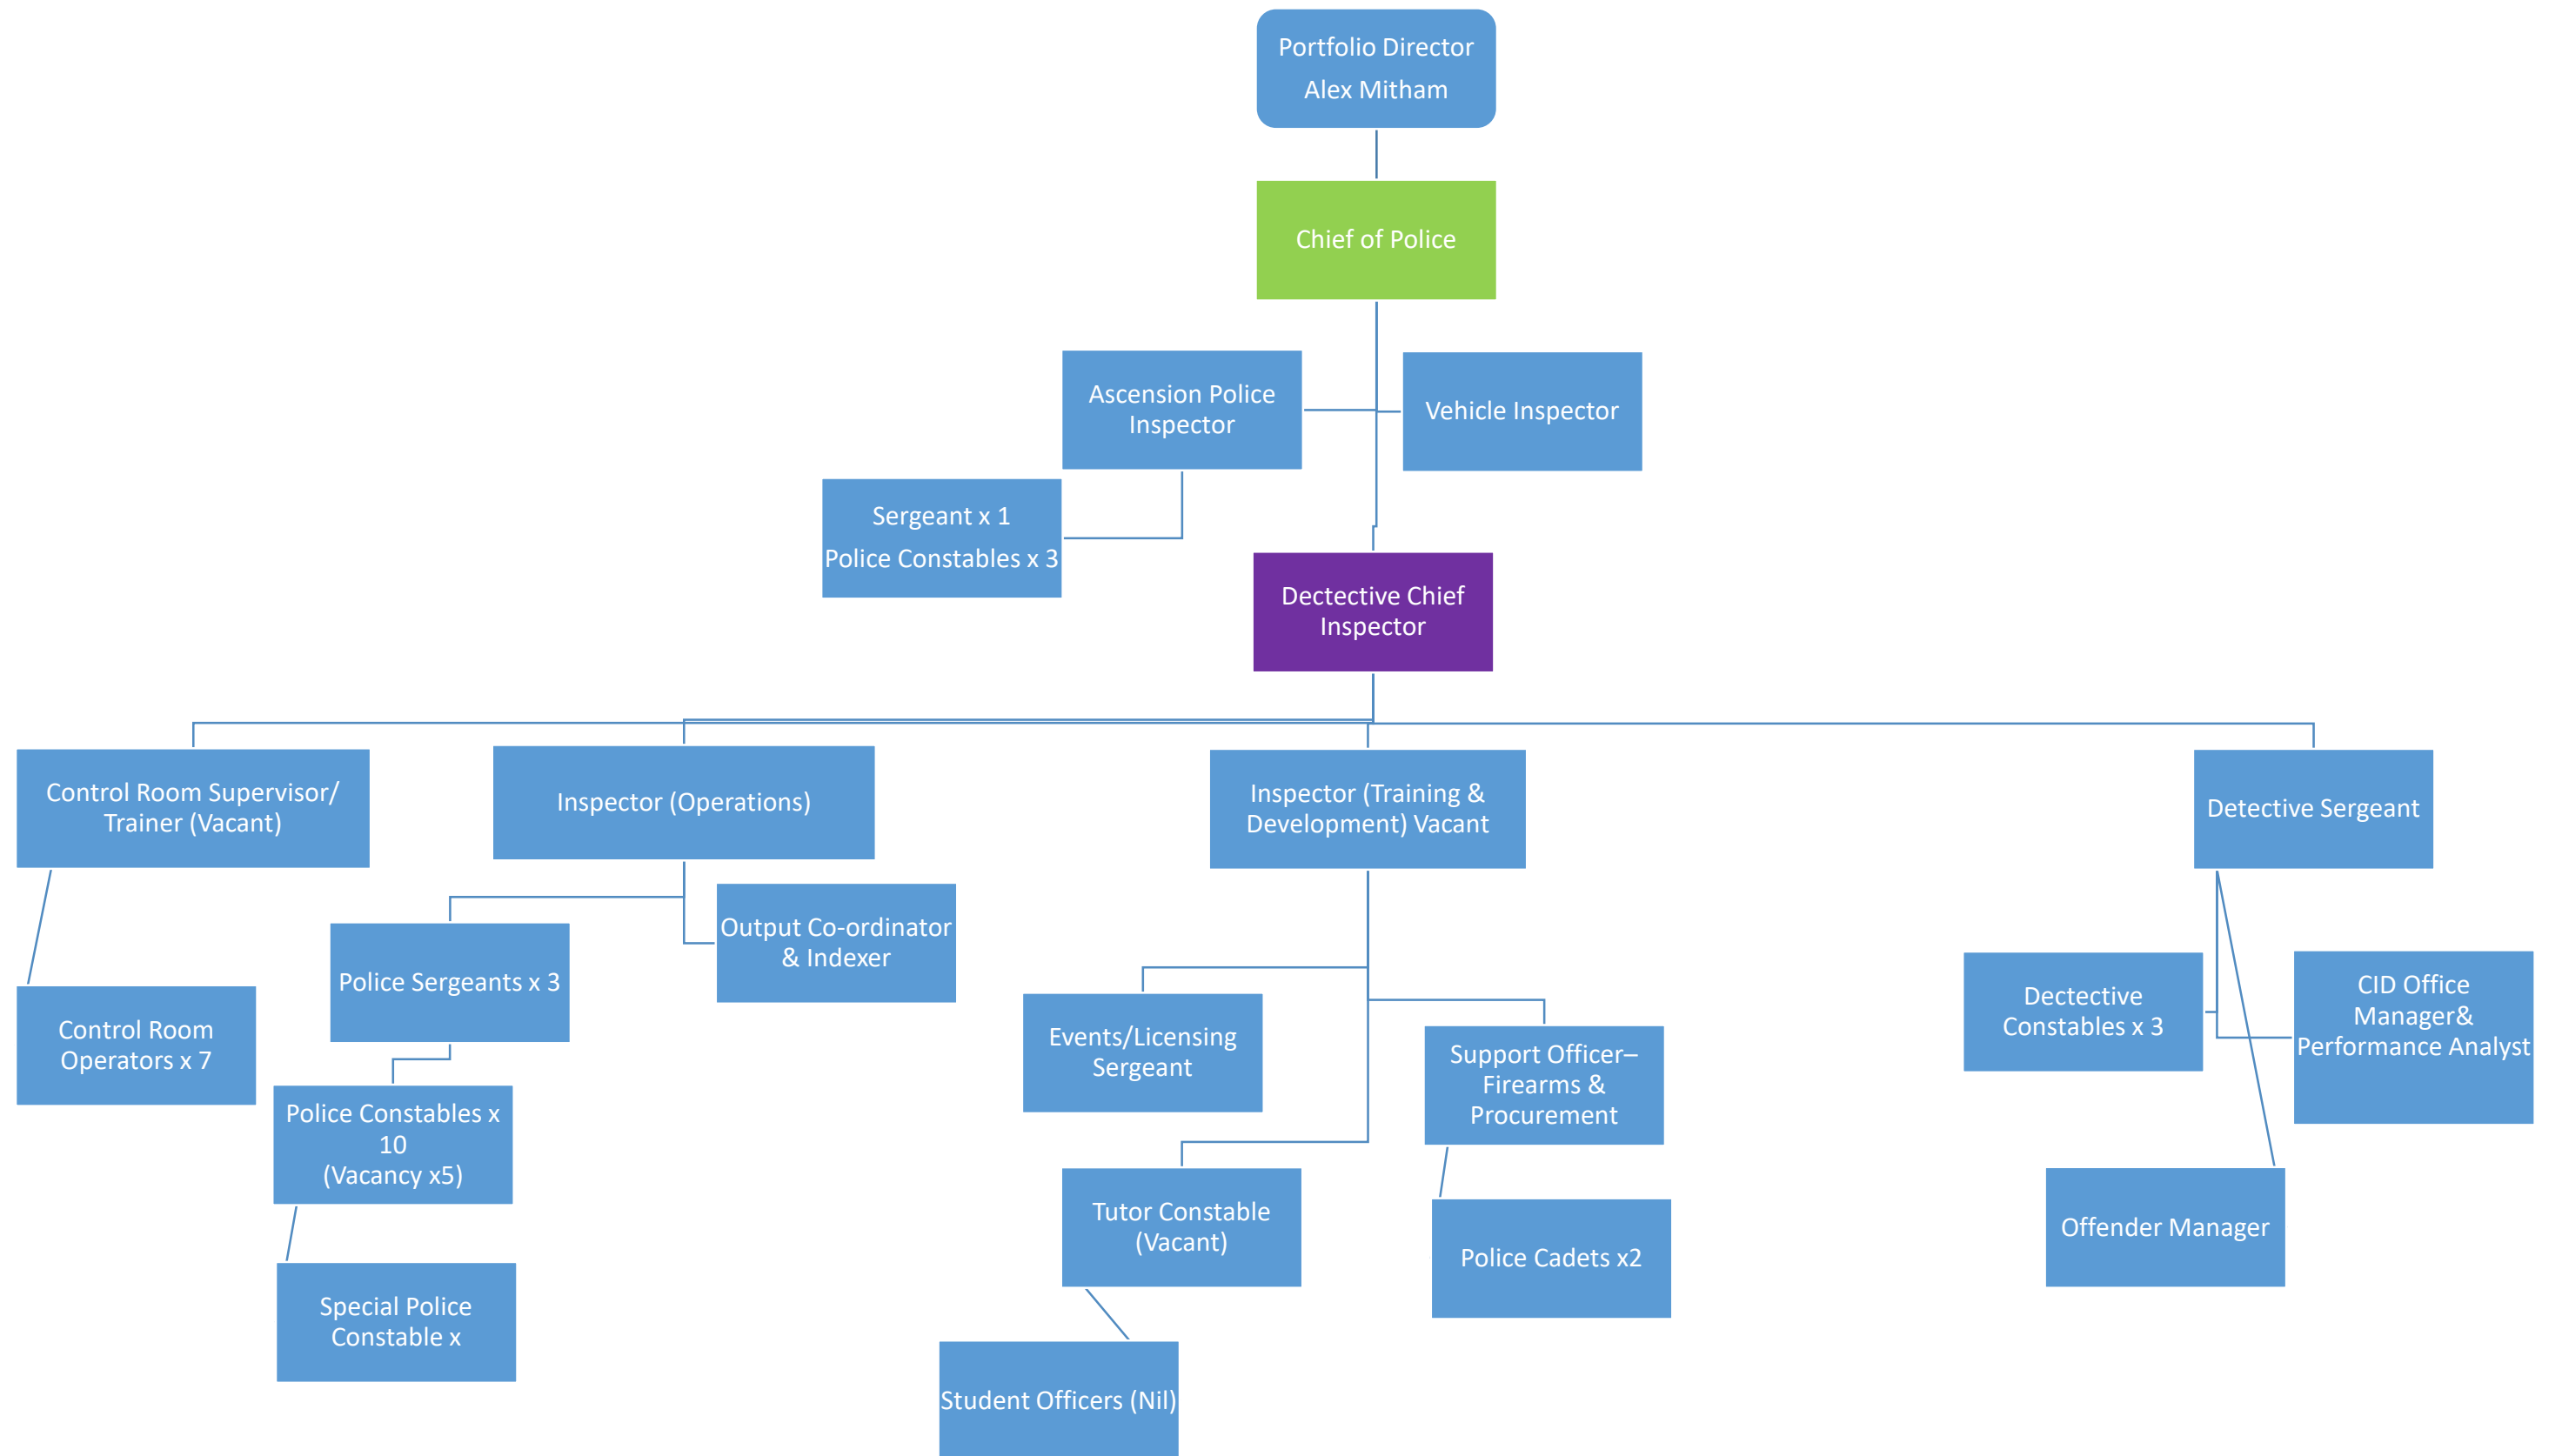 Portfolio Director
Alex Mitham
Chief of Police
Ascension Police
Inspector
Vehicle Inspector
Sergeant x 1
Police Constables x 3
Dectective Chief
Inspector
Control Room Supervisor/
Trainer (Vacant)
Inspector (Operations)
Inspector (Training &
Development) Vacant
Detective Sergeant
Output Co-ordinator
& Indexer
Police Sergeants x 3
Control Room
Operators x 7
Events/Licensing
Sergeant
Support Officer–
Firearms &
Procurement
Dectective
Constables x 3
CID Office
Manager&
Performance Analyst
Police Constables x
10
(Vacancy x5)
Tutor Constable
(Vacant)
Police Cadets x2
Offender Manager
Special Police
Constable x
Student Officers (Nil)